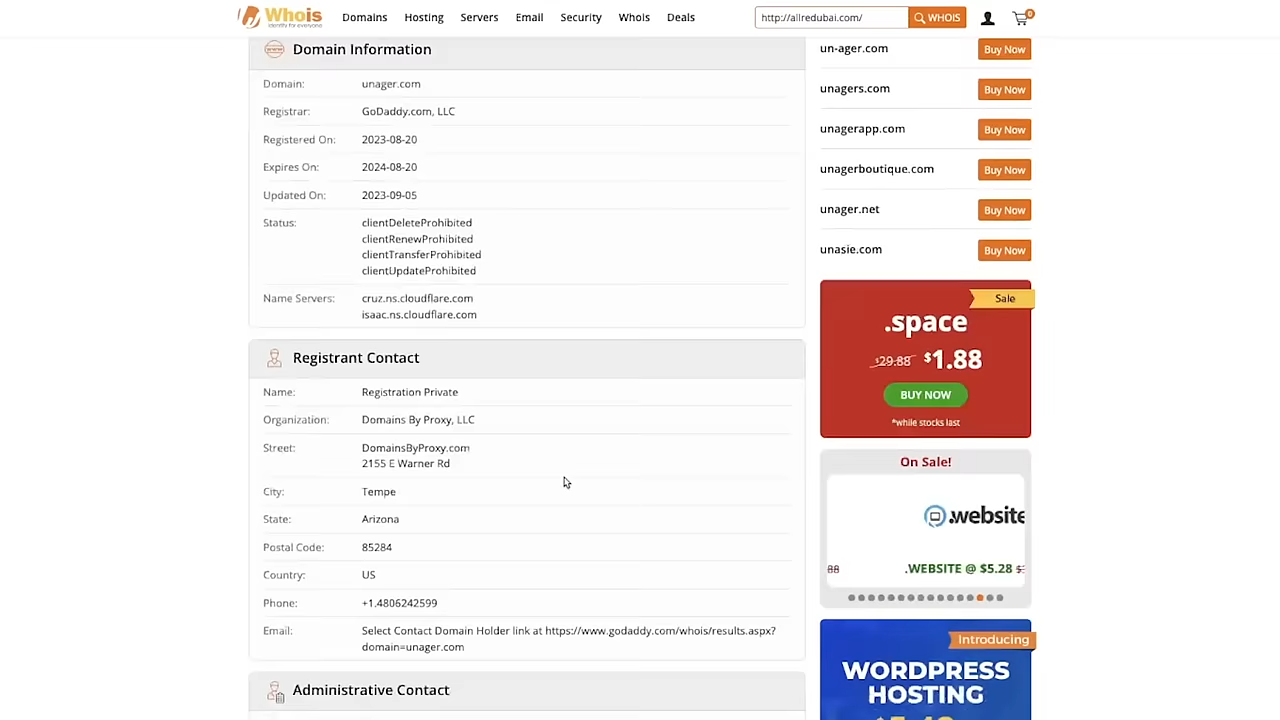 Whois
Identity for everyone
Domains
Hosting
Servers
Email
Security
Whois
Deals
http://allredubai.com/
WHOIS
0
Domain Information
Domain: unager.com
Registrar: GoDaddy.com, LLC
Registered On: 2023-08-20
Expires On: 2024-08-20
Updated On: 2023-09-05
Status: clientDeleteProhibited
clientRenewProhibited
clientTransferProhibited
clientUpdateProhibited
Name Servers: cruz.ns.cloudflare.com
isaac.ns.cloudflare.com
Registrant Contact
Name: Registration Private
Organization: Domains By Proxy, LLC
Street: DomainsByProxy.com
2155 E Warner Rd
City: Tempe
State: Arizona
Postal Code: 85284
Country: US
Phone: +1.4806242599
Email: Select Contact Domain Holder link at https://www.godaddy.com/whois/results.aspx?
domain=unager.com
Administrative Contact
un-ager.com Buy Now
unagers.com Buy Now
unagerapp.com Buy Now
unagerboutique.com Buy Now
unager.net Buy Now
unasie.com Buy Now
Sale
.space
$29.88 $1.88
BUY NOW
*while stocks last
On Sale!
.website
88 .WEBSITE @ $5.28 $
Introducing
WORDPRESS
HOSTING